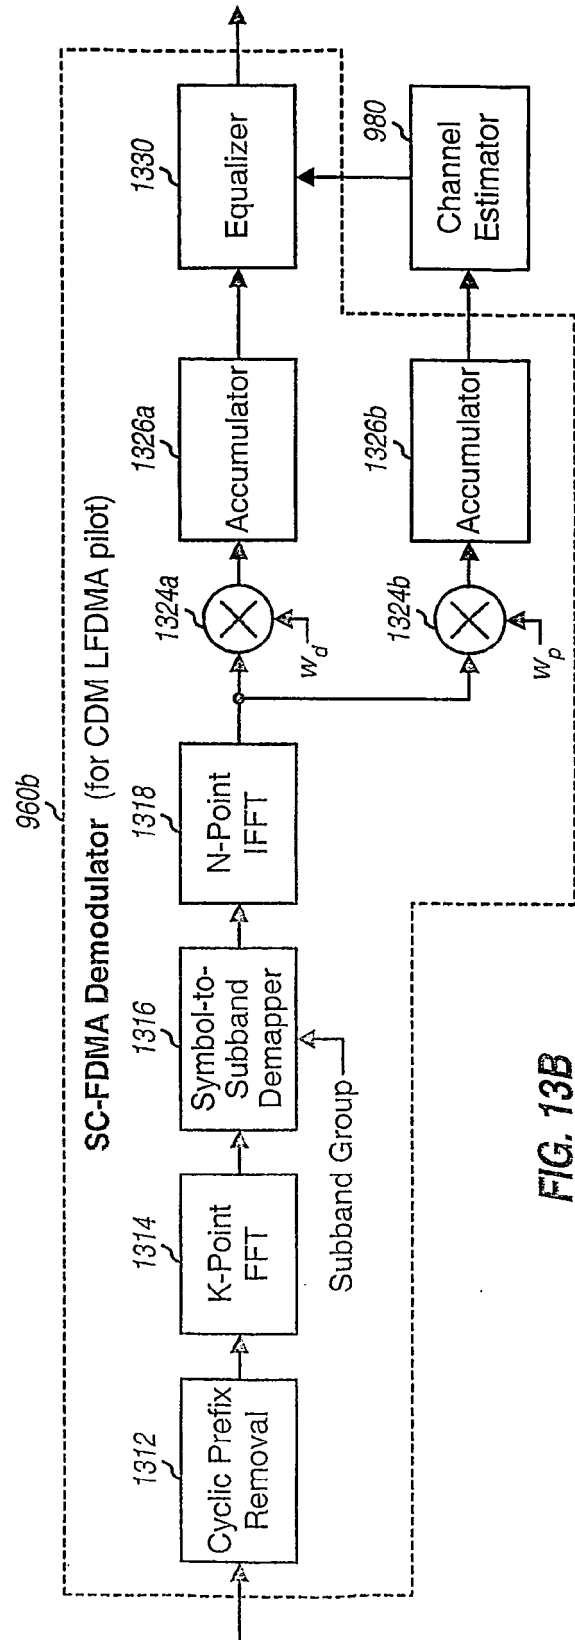 960b
SC-FDMA Demodulator (for CDM LFDMA pilot)
1312
Cyclic Prefix
Removal
1314
K-Point
FFT
1316
Symbol-to-
Subband
Demapper
Subband Group
1318
N-Point
IFFT
1324a
w_d
1326a
Accumulator
1330
Equalizer
1324b
w_p
1326b
Accumulator
980
Channel
Estimator
FIG. 13B